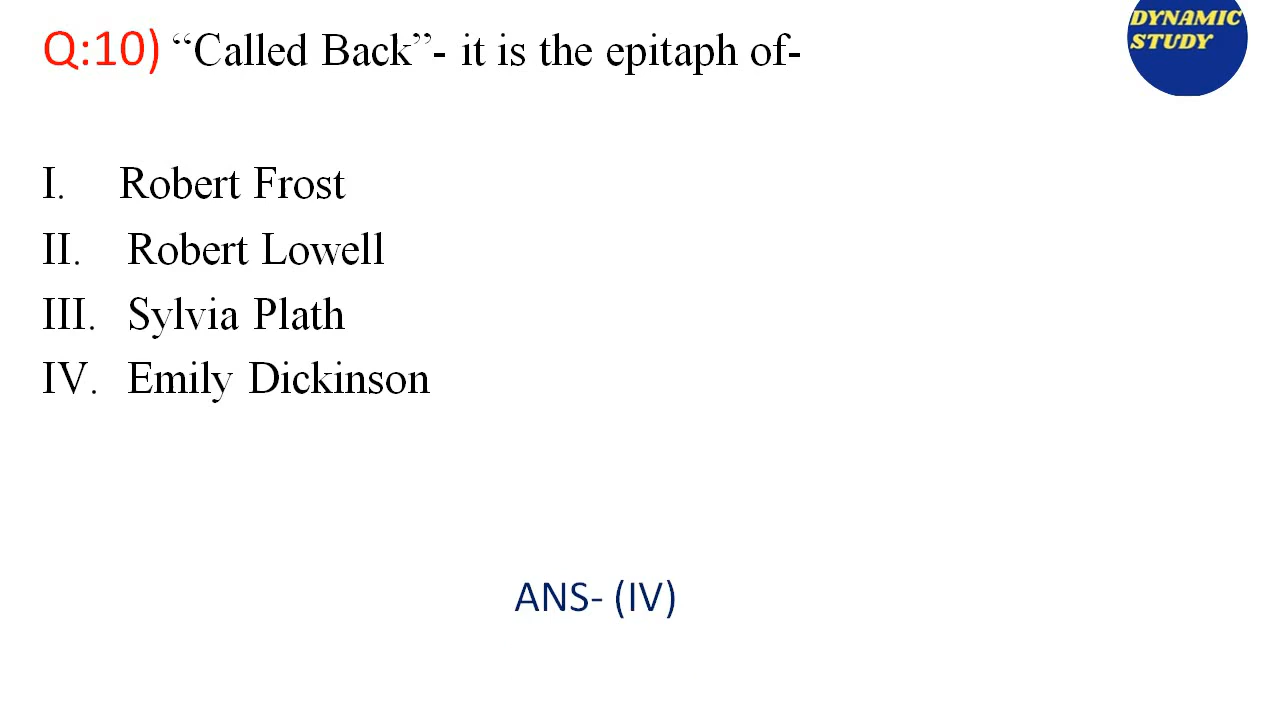 DYNAMIC
STUDY
Q:10) “Called Back”- it is the epitaph of-
I. Robert Frost
II. Robert Lowell
III. Sylvia Plath
IV. Emily Dickinson
ANS- (IV)